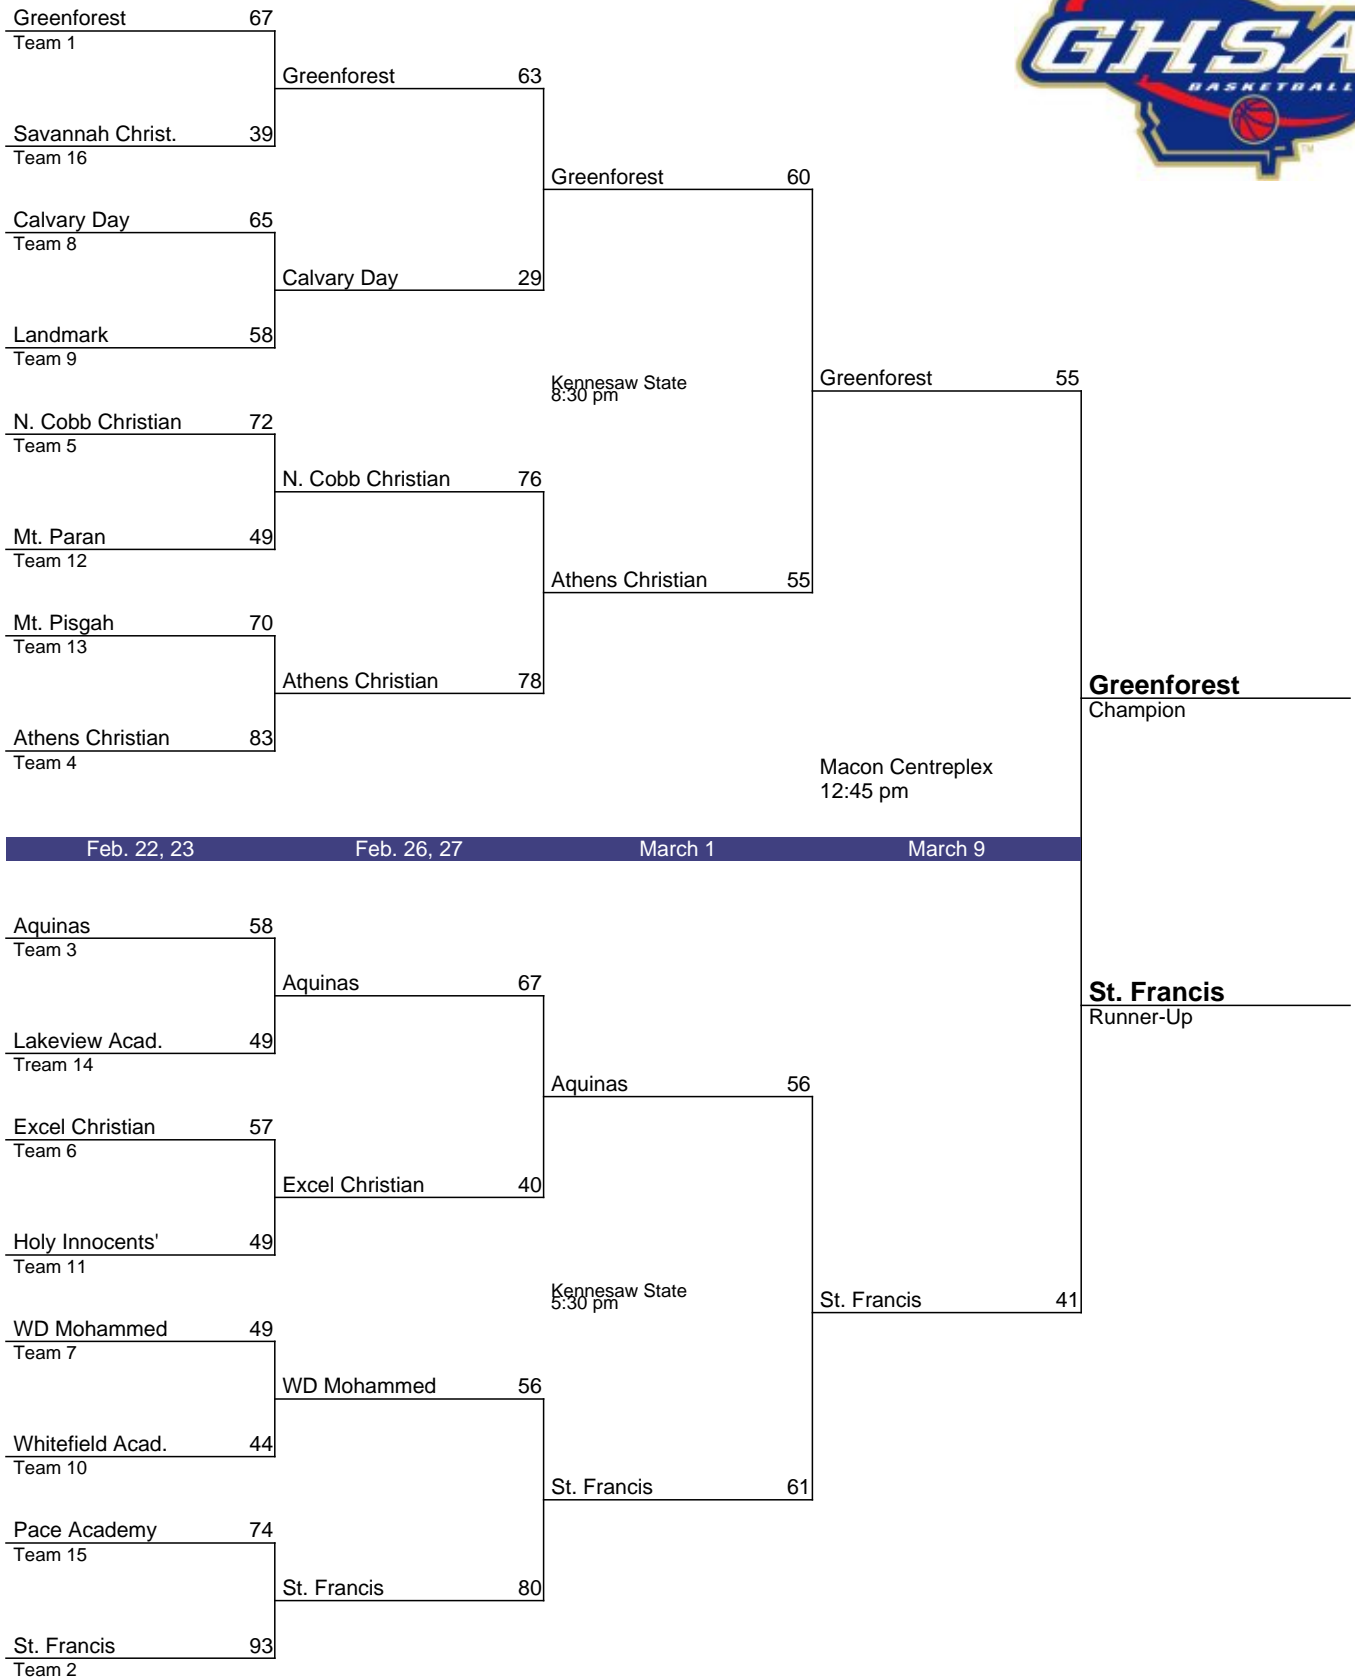 GHSA
BASKETBALL
TM
Greenforest 67
Team 1
Greenforest 63
Savannah Christ. 39
Team 16
Greenforest 60
Calvary Day 65
Team 8
Calvary Day 29
Landmark 58
Team 9
Kennesaw State
8:30 pm
Greenforest 55
N. Cobb Christian 72
Team 5
N. Cobb Christian 76
Mt. Paran 49
Team 12
Athens Christian 55
Mt. Pisgah 70
Team 13
Athens Christian 78
Greenforest
Champion
Athens Christian 83
Team 4
Macon Centreplex
12:45 pm
Feb. 22, 23 Feb. 26, 27 March 1 March 9
Aquinas 58
Team 3
Aquinas 67
St. Francis
Runner-Up
Lakeview Acad. 49
Tream 14
Aquinas 56
Excel Christian 57
Team 6
Excel Christian 40
Holy Innocents' 49
Team 11
Kennesaw State
5:30 pm
St. Francis 41
WD Mohammed 49
Team 7
WD Mohammed 56
Whitefield Acad. 44
Team 10
St. Francis 61
Pace Academy 74
Team 15
St. Francis 80
St. Francis 93
Team 2